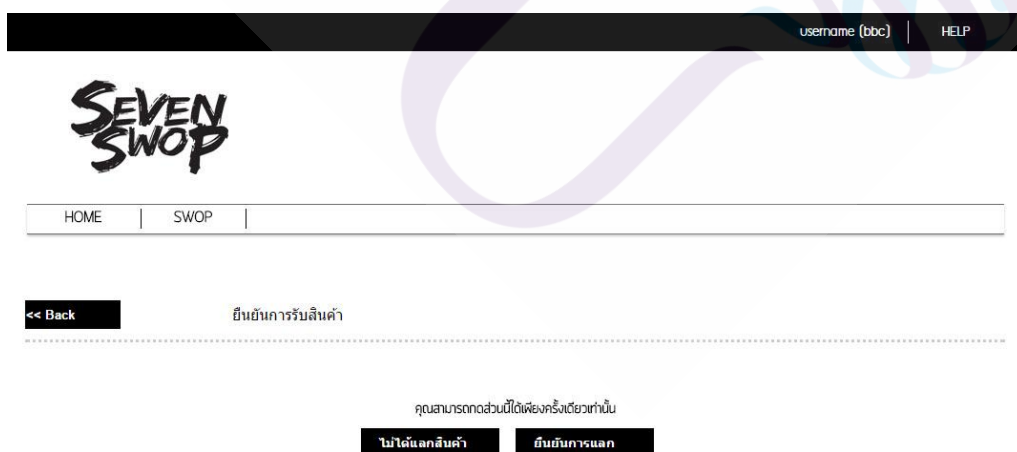 username (bbc) | HELP
SEVEN
SWOP
HOME | SWOP |
<< Back ยืนยันการรับสินค้า
คุณสามารถกดส่วนนี้ได้เพียงครั้งเดียวเท่านั้น
ไม่ได้แลกสินค้า ยืนยันการแลก